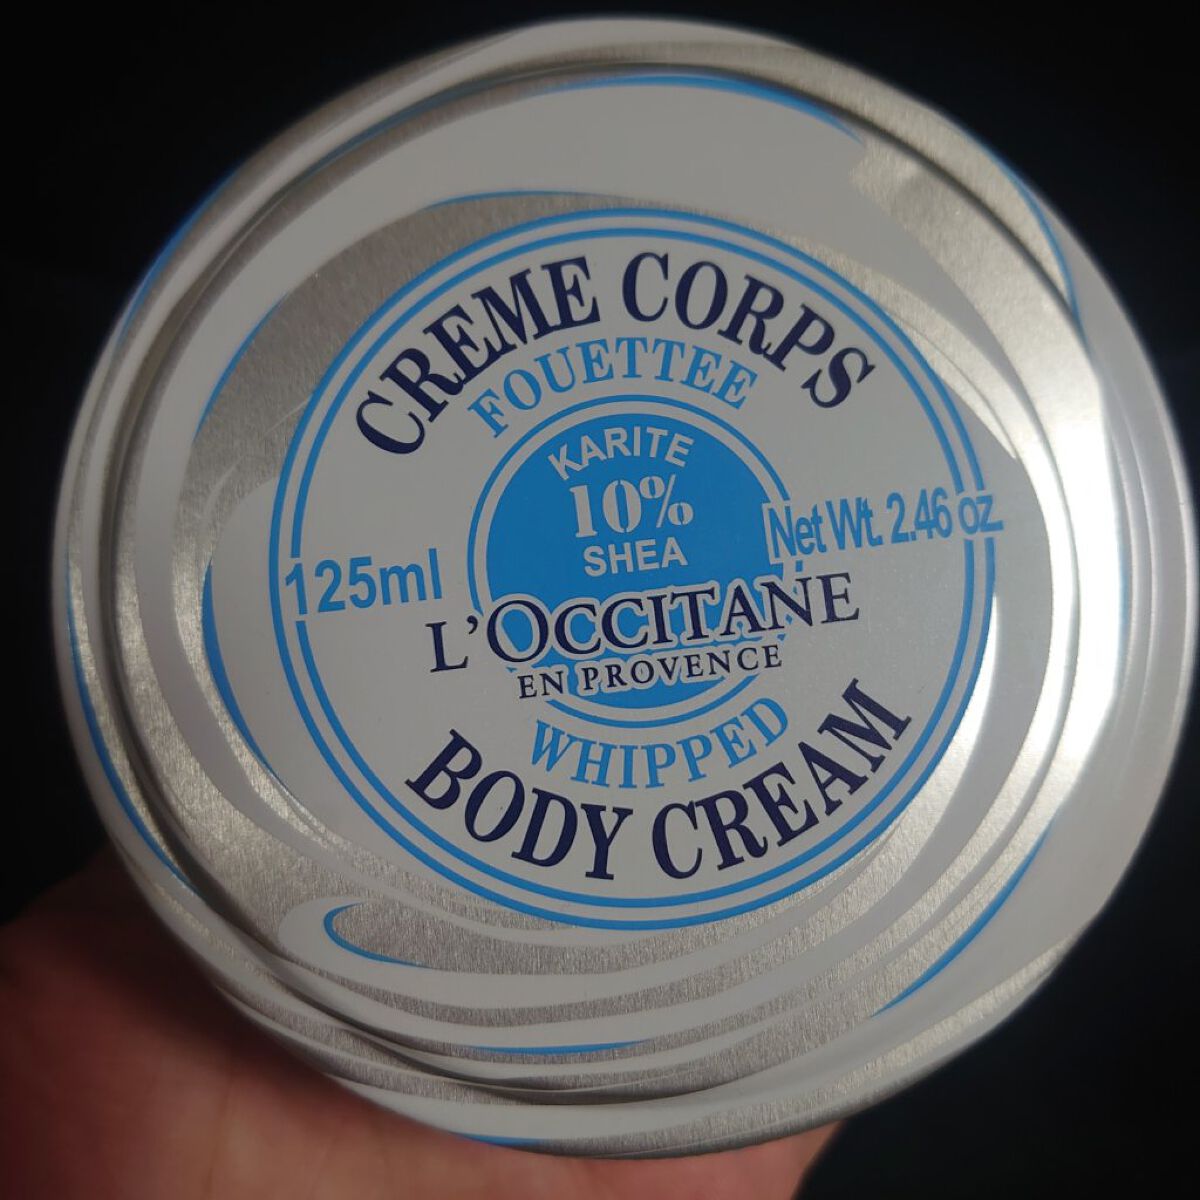 CREME CORPS
FOUETTEE
KARITE
10%
SHEA
125ml
Net Wt. 2.46 oz.
L'OCCITANE
EN PROVENCE
WHIPPED
BODY CREAM